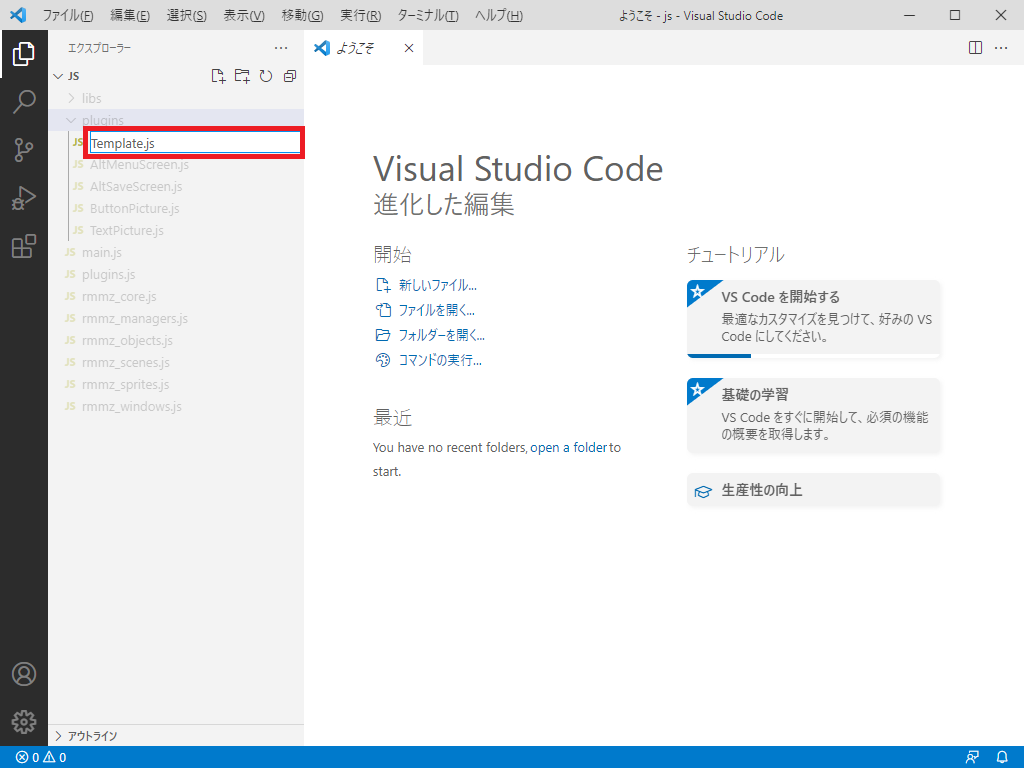 ファイル(F) 編集(E) 選択(S) 表示(V) 移動(G) 実行(R) ターミナル(T) ヘルプ(H) ようこそ - js - Visual Studio Code
エクスプローラー
JS
libs
plugins
JS Template.js
JS AltMenuScreen.js
JS AltSaveScreen.js
JS ButtonPicture.js
JS TextPicture.js
JS main.js
JS plugins.js
JS rmmz_core.js
JS rmmz_managers.js
JS rmmz_objects.js
JS rmmz_scenes.js
JS rmmz_sprites.js
JS rmmz_windows.js
アウトライン
ようこそ
Visual Studio Code
進化した編集
開始
新しいファイル...
ファイルを開く...
フォルダーを開く...
コマンドの実行...
最近
You have no recent folders, open a folder to
start.
チュートリアル
VS Code を開始する
最適なカスタマイズを見つけて、好みの VS
Code にしてください。
基礎の学習
VS Code をすぐに開始して、必須の機能
の概要を取得します。
生産性の向上
0 0